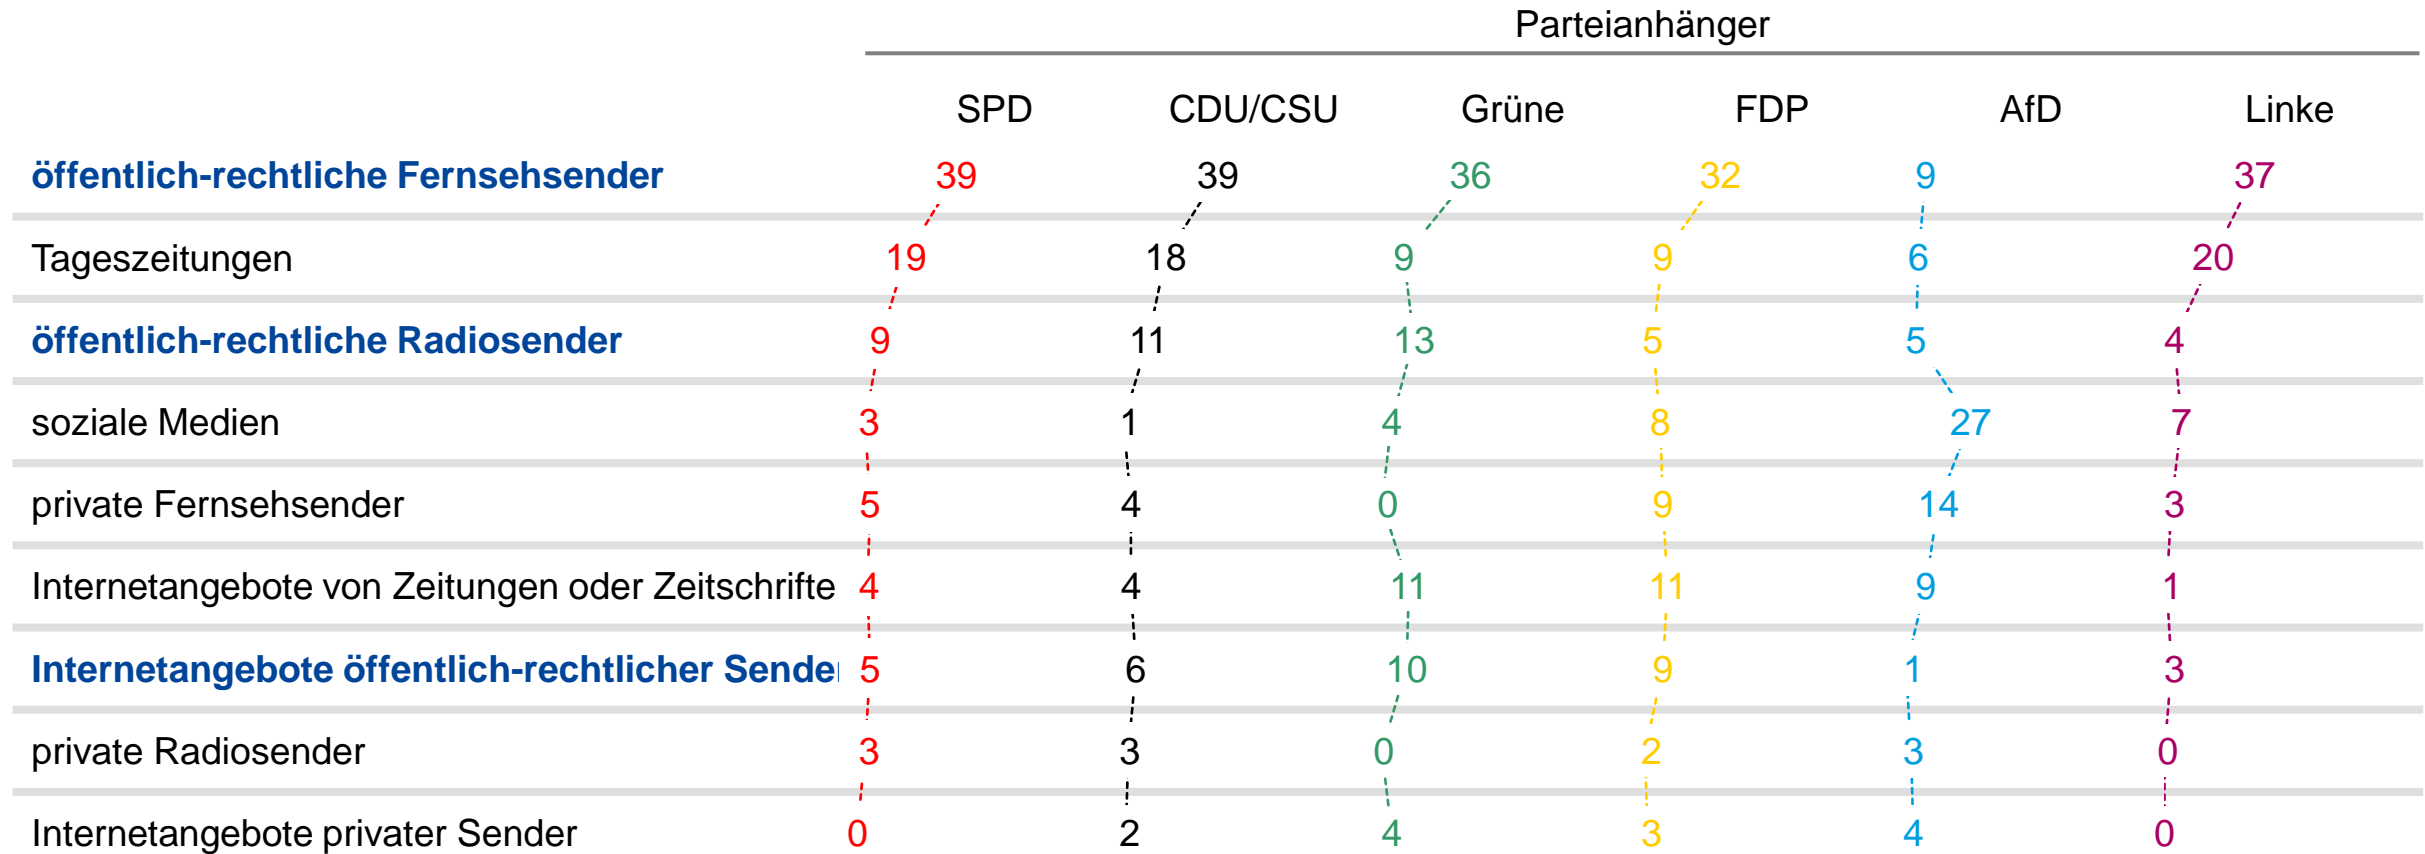 Parteianhänger
SPD CDU/CSU Grüne FDP AfD Linke
öffentlich-rechtliche Fernsehsender 39 39 36 32 9 37
Tageszeitungen 19 18 9 9 6 20
öffentlich-rechtliche Radiosender 9 11 13 5 5 4
soziale Medien 3 1 4 8 27 7
private Fernsehsender 5 4 0 9 14 3
Internetangebote von Zeitungen oder Zeitschrifte 4 4 11 11 9 1
Internetangebote öffentlich-rechtlicher Sender 5 6 10 9 1 3
private Radiosender 3 3 0 2 3 0
Internetangebote privater Sender 0 2 4 3 4 0